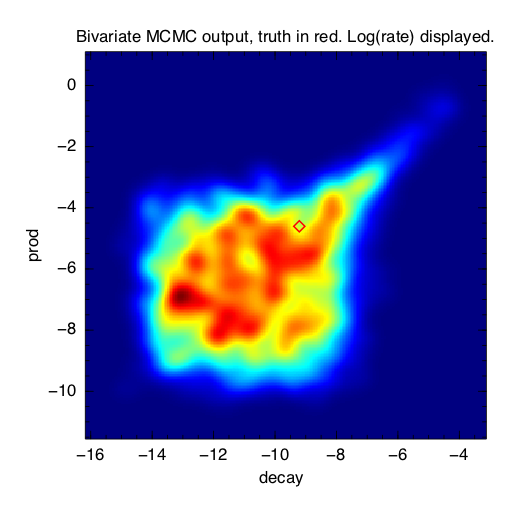 Bivariate MCMC output, truth in red. Log(rate) displayed.
0
−2
−4
−6
−8
−10
prod
−16 −14 −12 −10 −8 −6 −4
decay